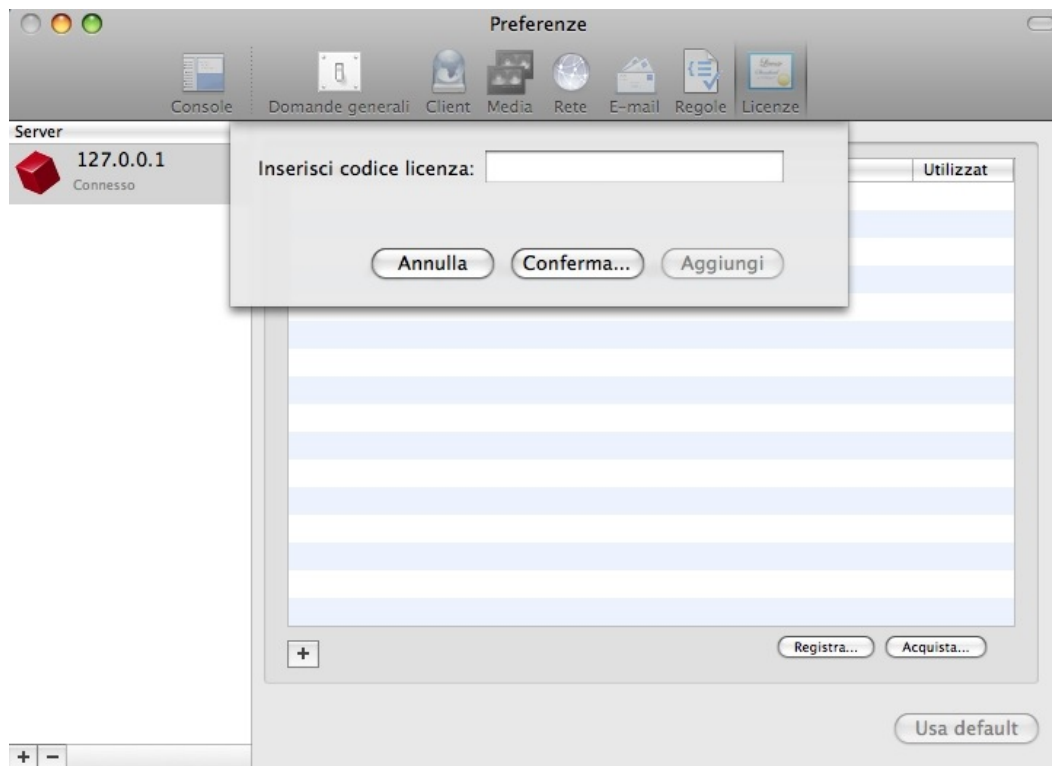 Preferenze
Console Domande generali Client Media Rete E-mail Regole Licenze
Server
127.0.0.1
Connesso
Inserisci codice licenza:
Utilizzat
Annulla Conferma... Aggiungi
+ Registra... Acquista...
Usa default
+ −